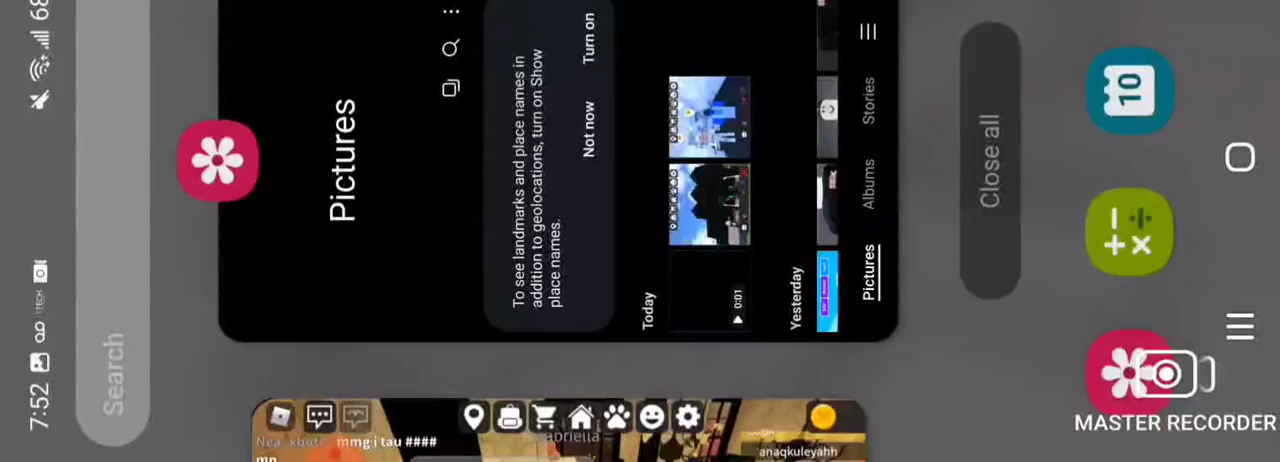 7:52
68
Search
Pictures
To see landmarks and place names in
addition to geolocations, turn on Show
place names.
Not now
Turn on
Today
0:01
Yesterday
Pictures
Albums
Stories
Close all
10
MASTER RECORDER
mmg i tau ####
anaqkuleyahh